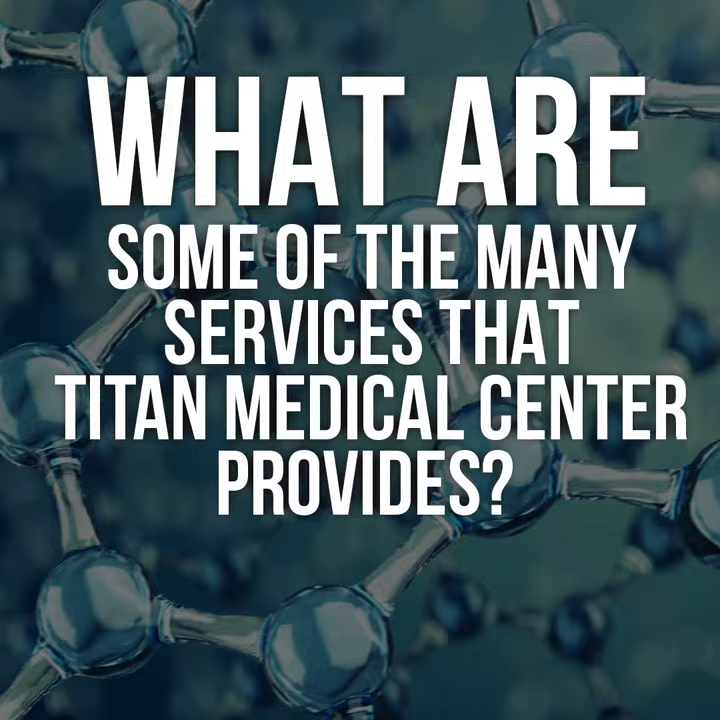 WHAT ARE
SOME OF THE MANY
SERVICES THAT
TITAN MEDICAL CENTER
PROVIDES?